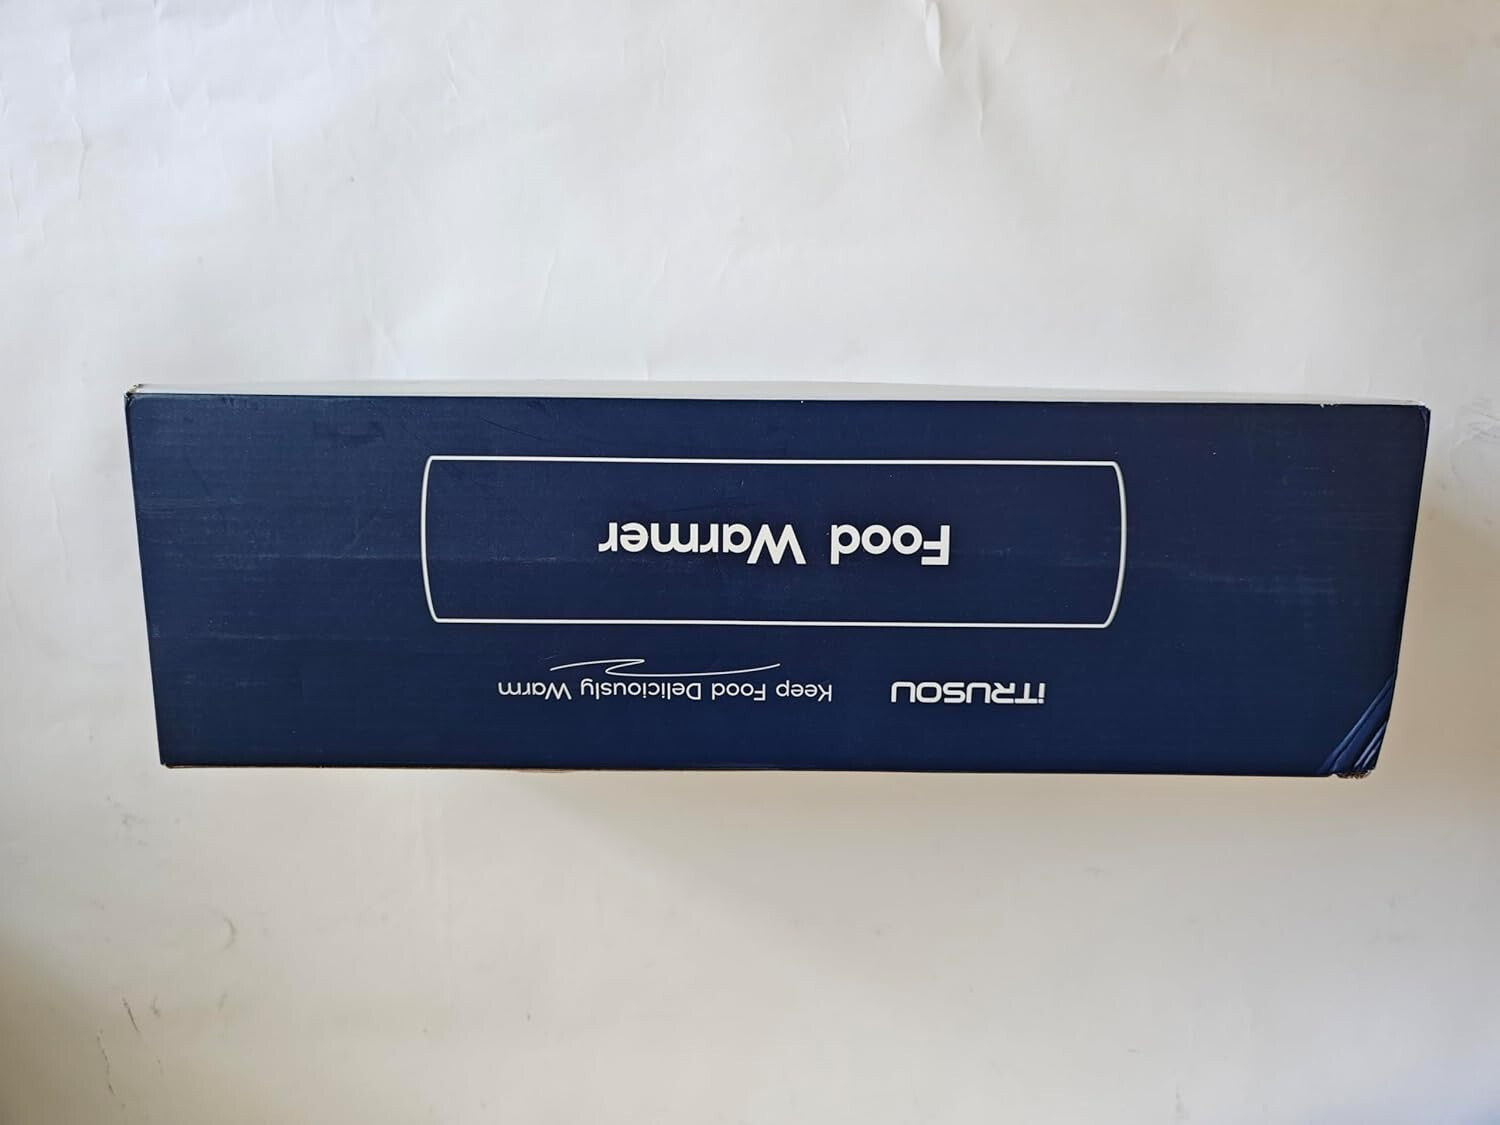 iTRUSOU Keep Food Deliciously Warm
Food Warmer